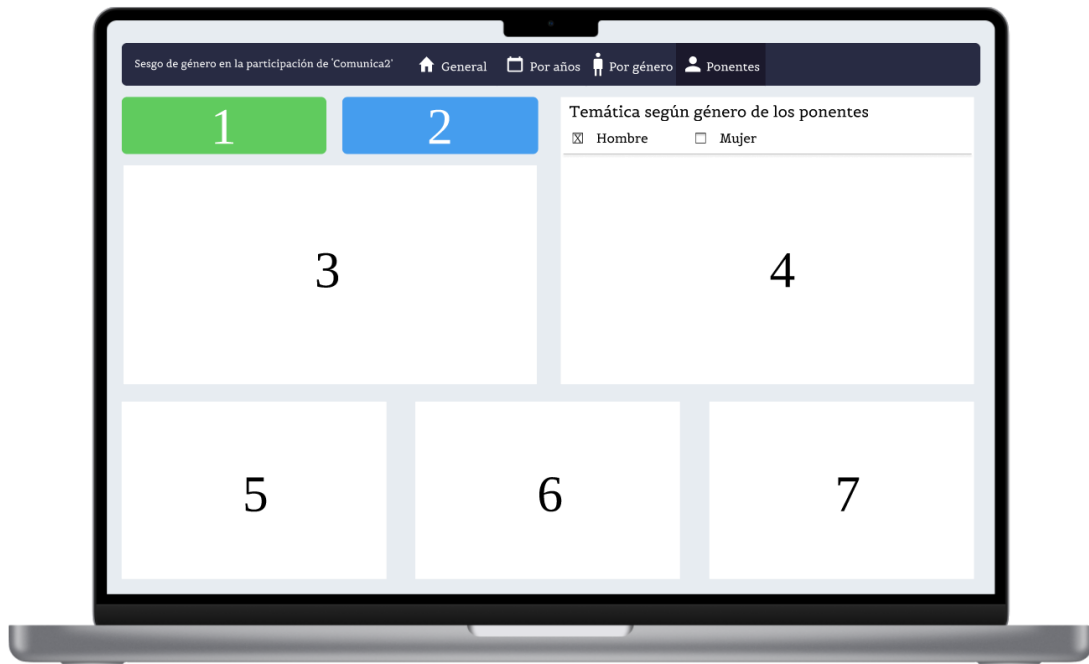 Sesgo de género en la participación de 'Comunica2' General Por años Por género Ponentes
1 2
Temática según género de los ponentes
☒ Hombre ☐ Mujer
3 4
5 6 7